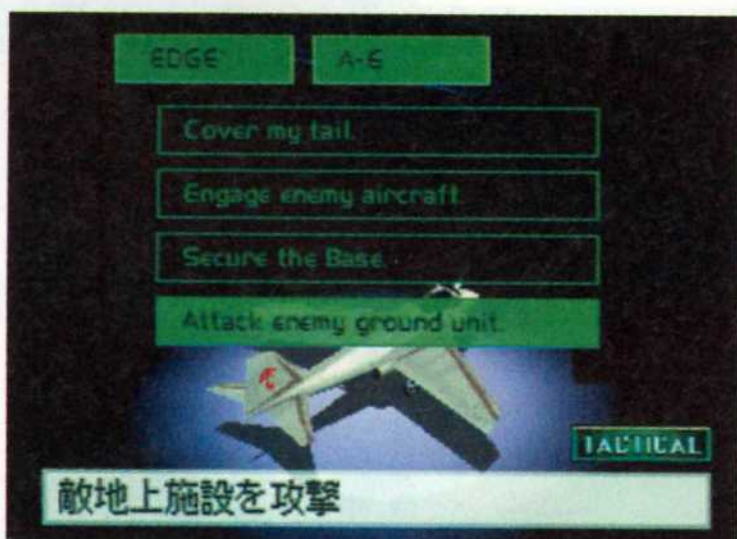 EDGE A-6
Cover my tail.
Engage enemy aircraft.
Secure the Base.
Attack enemy ground unit.
TACTICAL
敵地上施設を攻撃